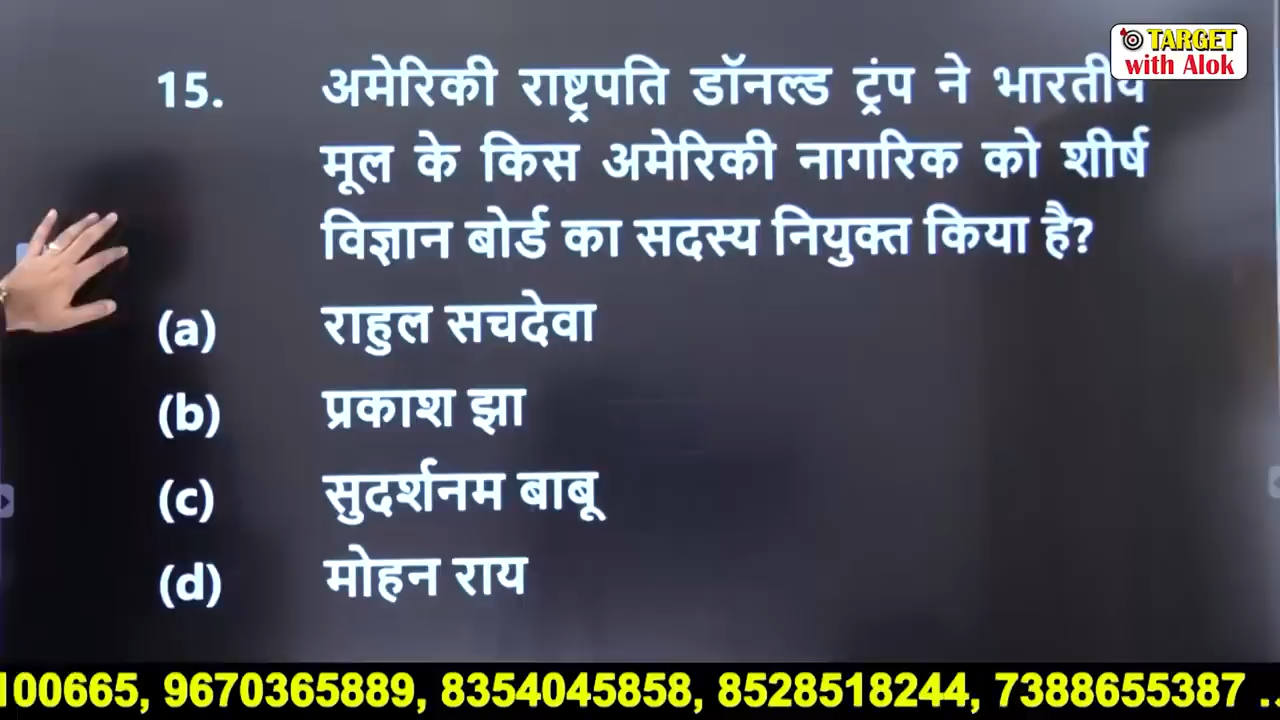 TARGET
with Alok
15. अमेरिकी राष्ट्रपति डॉनल्ड ट्रंप ने भारतीय
मूल के किस अमेरिकी नागरिक को शीर्ष
विज्ञान बोर्ड का सदस्य नियुक्त किया है?
(a) राहुल सचदेवा
(b) प्रकाश झा
(c) सुदर्शनम बाबू
(d) मोहन राय
100665, 9670365889, 8354045858, 8528518244, 7388655387 ..